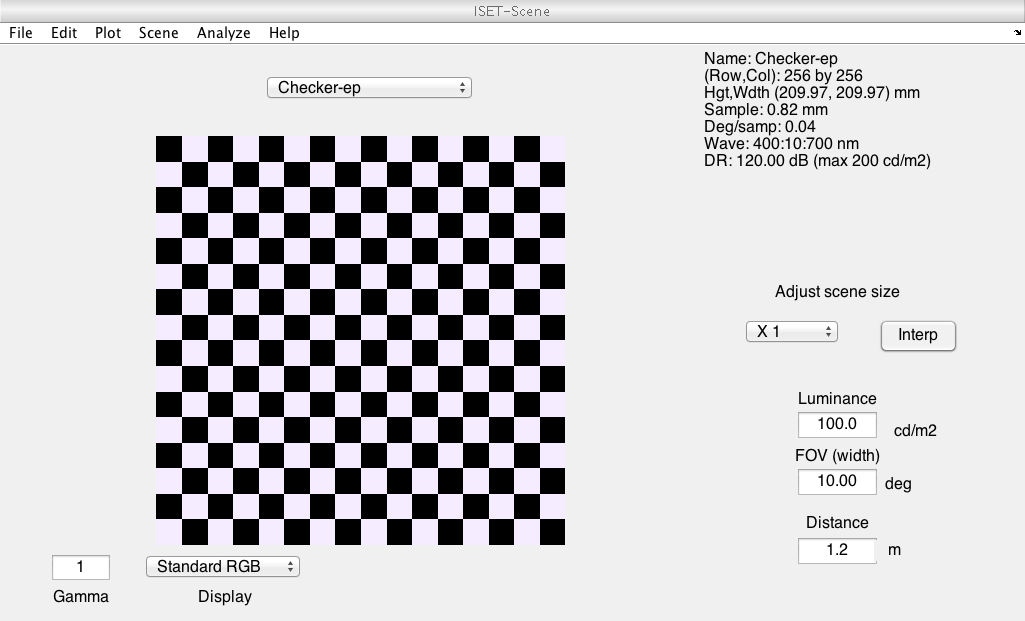 ISET-Scene
File Edit Plot Scene Analyze Help
Checker-ep
Name: Checker-ep
(Row,Col): 256 by 256
Hgt,Wdth (209.97, 209.97) mm
Sample: 0.82 mm
Deg/samp: 0.04
Wave: 400:10:700 nm
DR: 120.00 dB (max 200 cd/m2)
Adjust scene size
X 1 Interp
Luminance
100.0 cd/m2
FOV (width)
10.00 deg
Distance
1.2 m
1 Standard RGB
Gamma Display